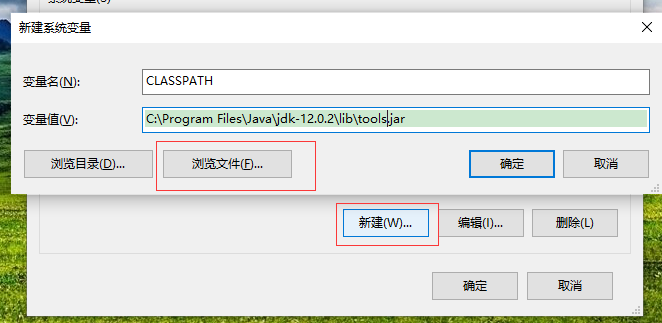 新建系统变量
变量名(N):
CLASSPATH
变量值(V):
C:\Program Files\Java\jdk-12.0.2\lib\tools.jar
浏览目录(D)...
浏览文件(F)...
确定
取消
新建(W)...
编辑(I)...
删除(L)
确定
取消